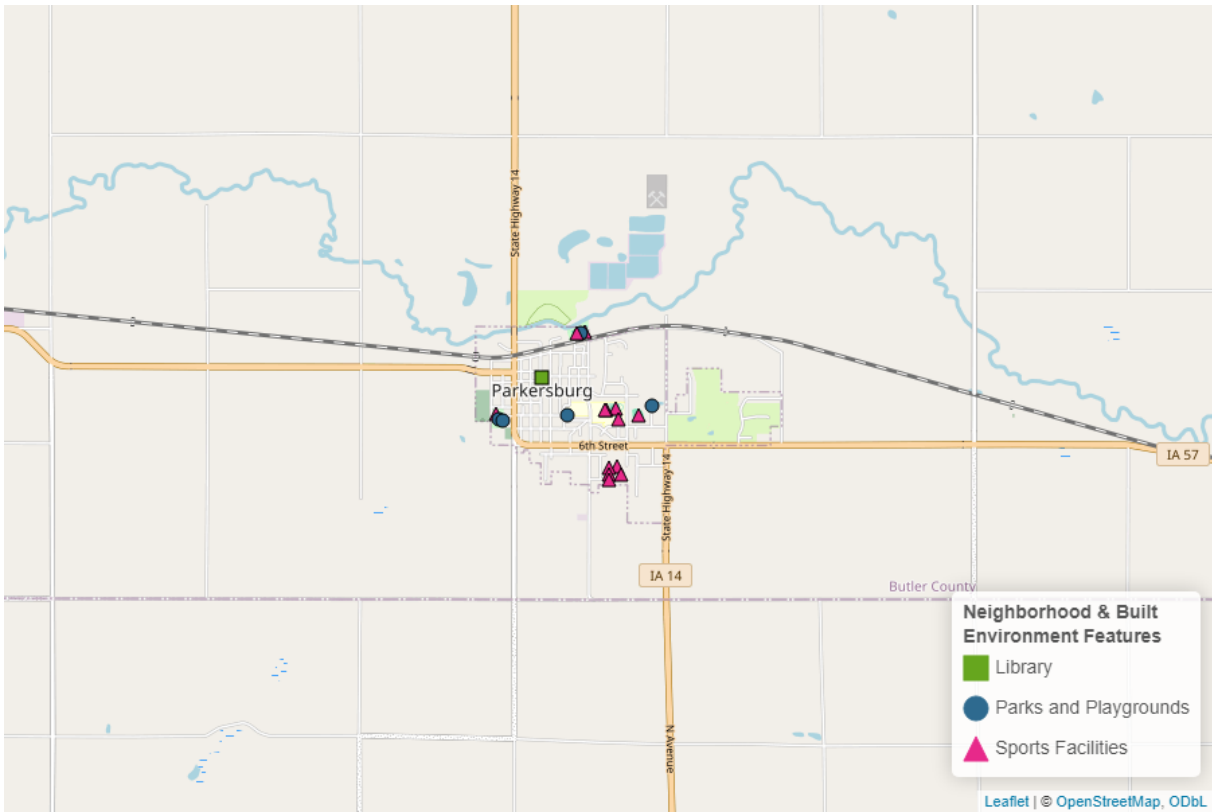 State Highway 14
Parkersburg
6th Street
IA 57
State Highway 14
IA 14
Butler County
N Avenue
Neighborhood & Built
Environment Features
Library
Parks and Playgrounds
Sports Facilities
Leaflet | © OpenStreetMap, ODbL